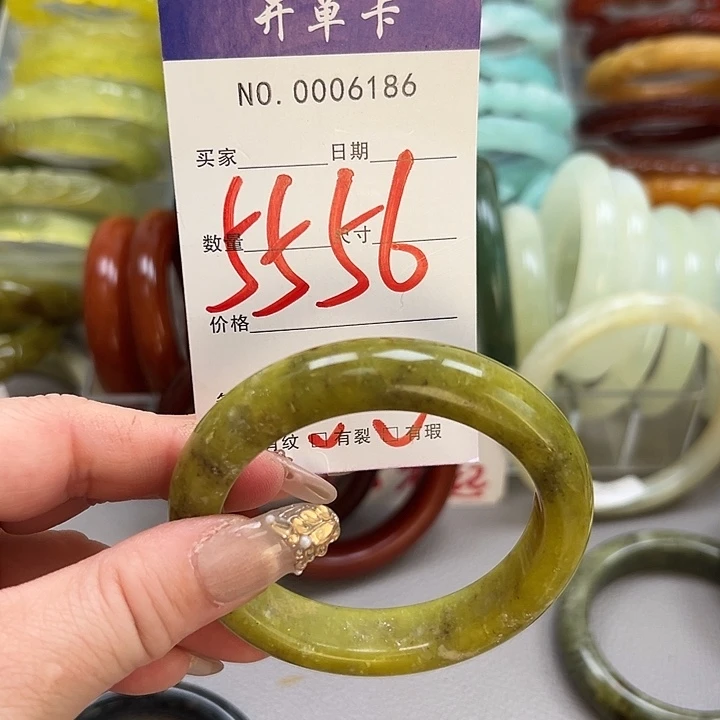 开单卡
NO.0006186
买家 日期
数量 尺寸
5556
价格
有纹 □有裂 □有瑕